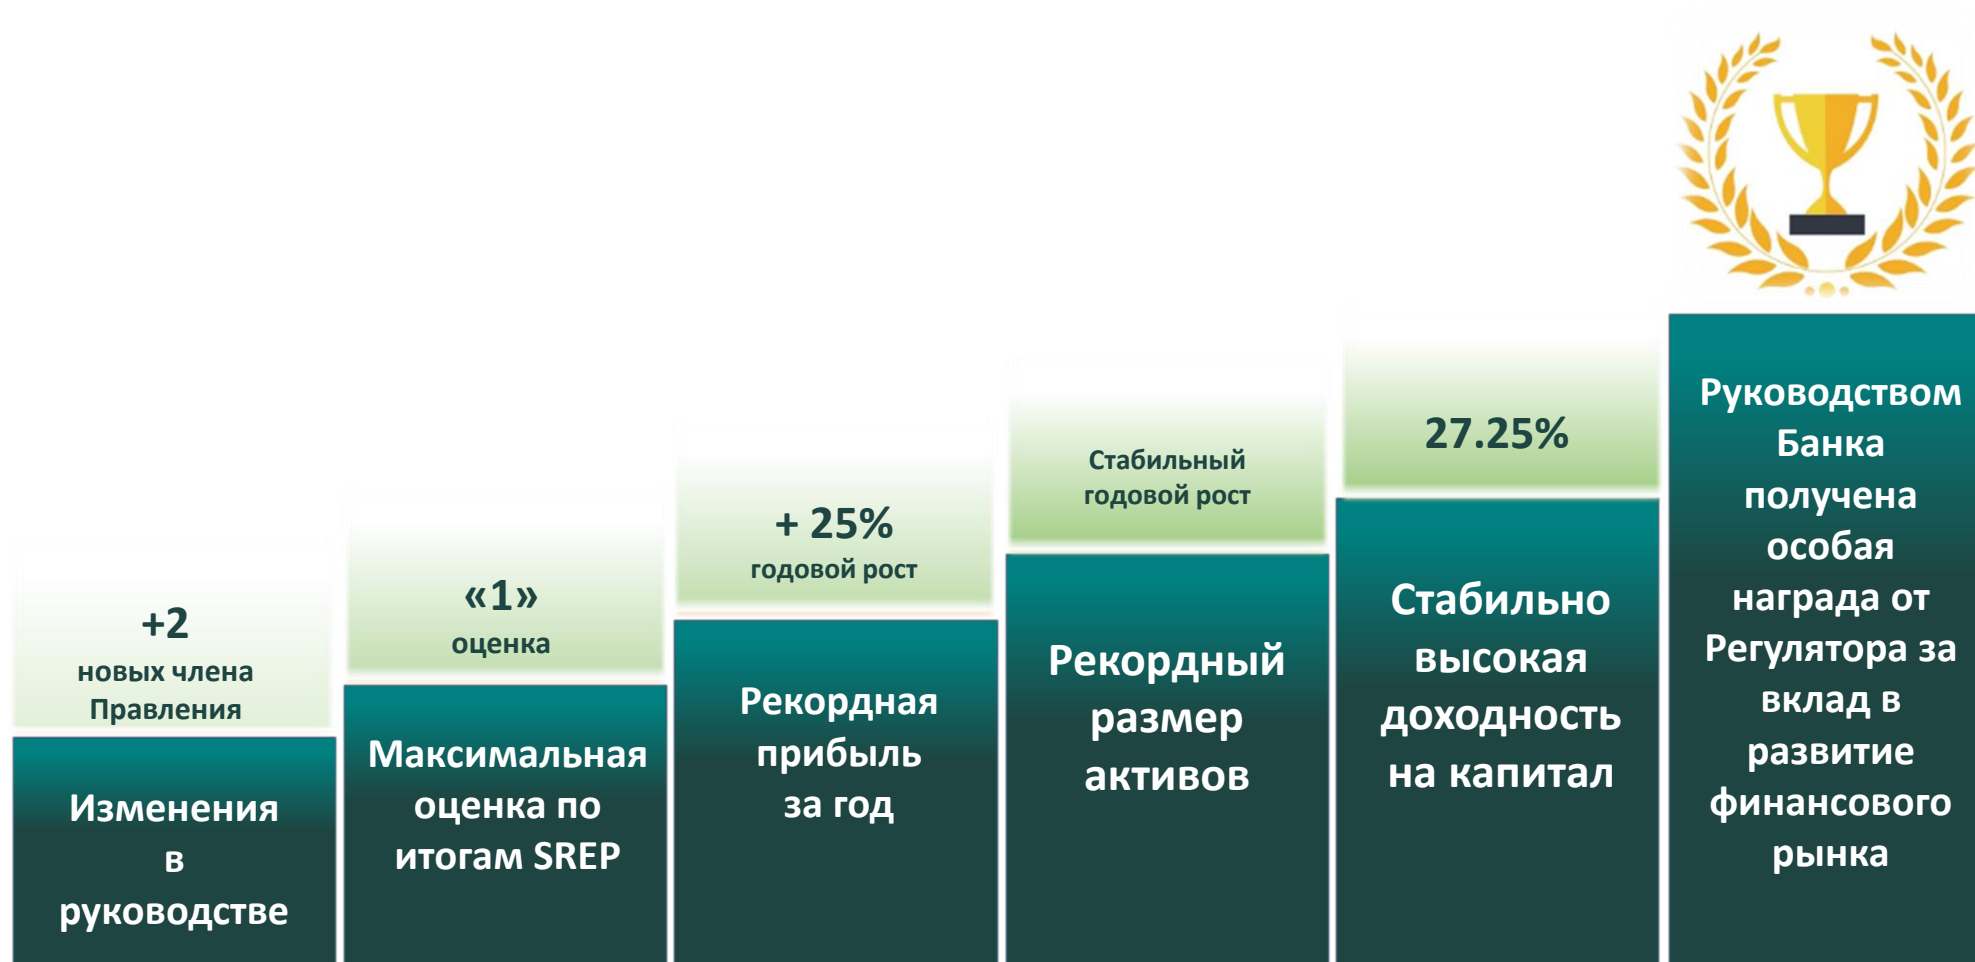 +2
новых члена
Правления
Изменения
в
руководстве
«1»
оценка
Максимальная
оценка по
итогам SREP
+ 25%
годовой рост
Рекордная
прибыль
за год
Стабильный
годовой рост
Рекордный
размер
активов
27.25%
Стабильно
высокая
доходность
на капитал
Руководством
Банка
получена
особая
награда от
Регулятора за
вклад в
развитие
финансового
рынка